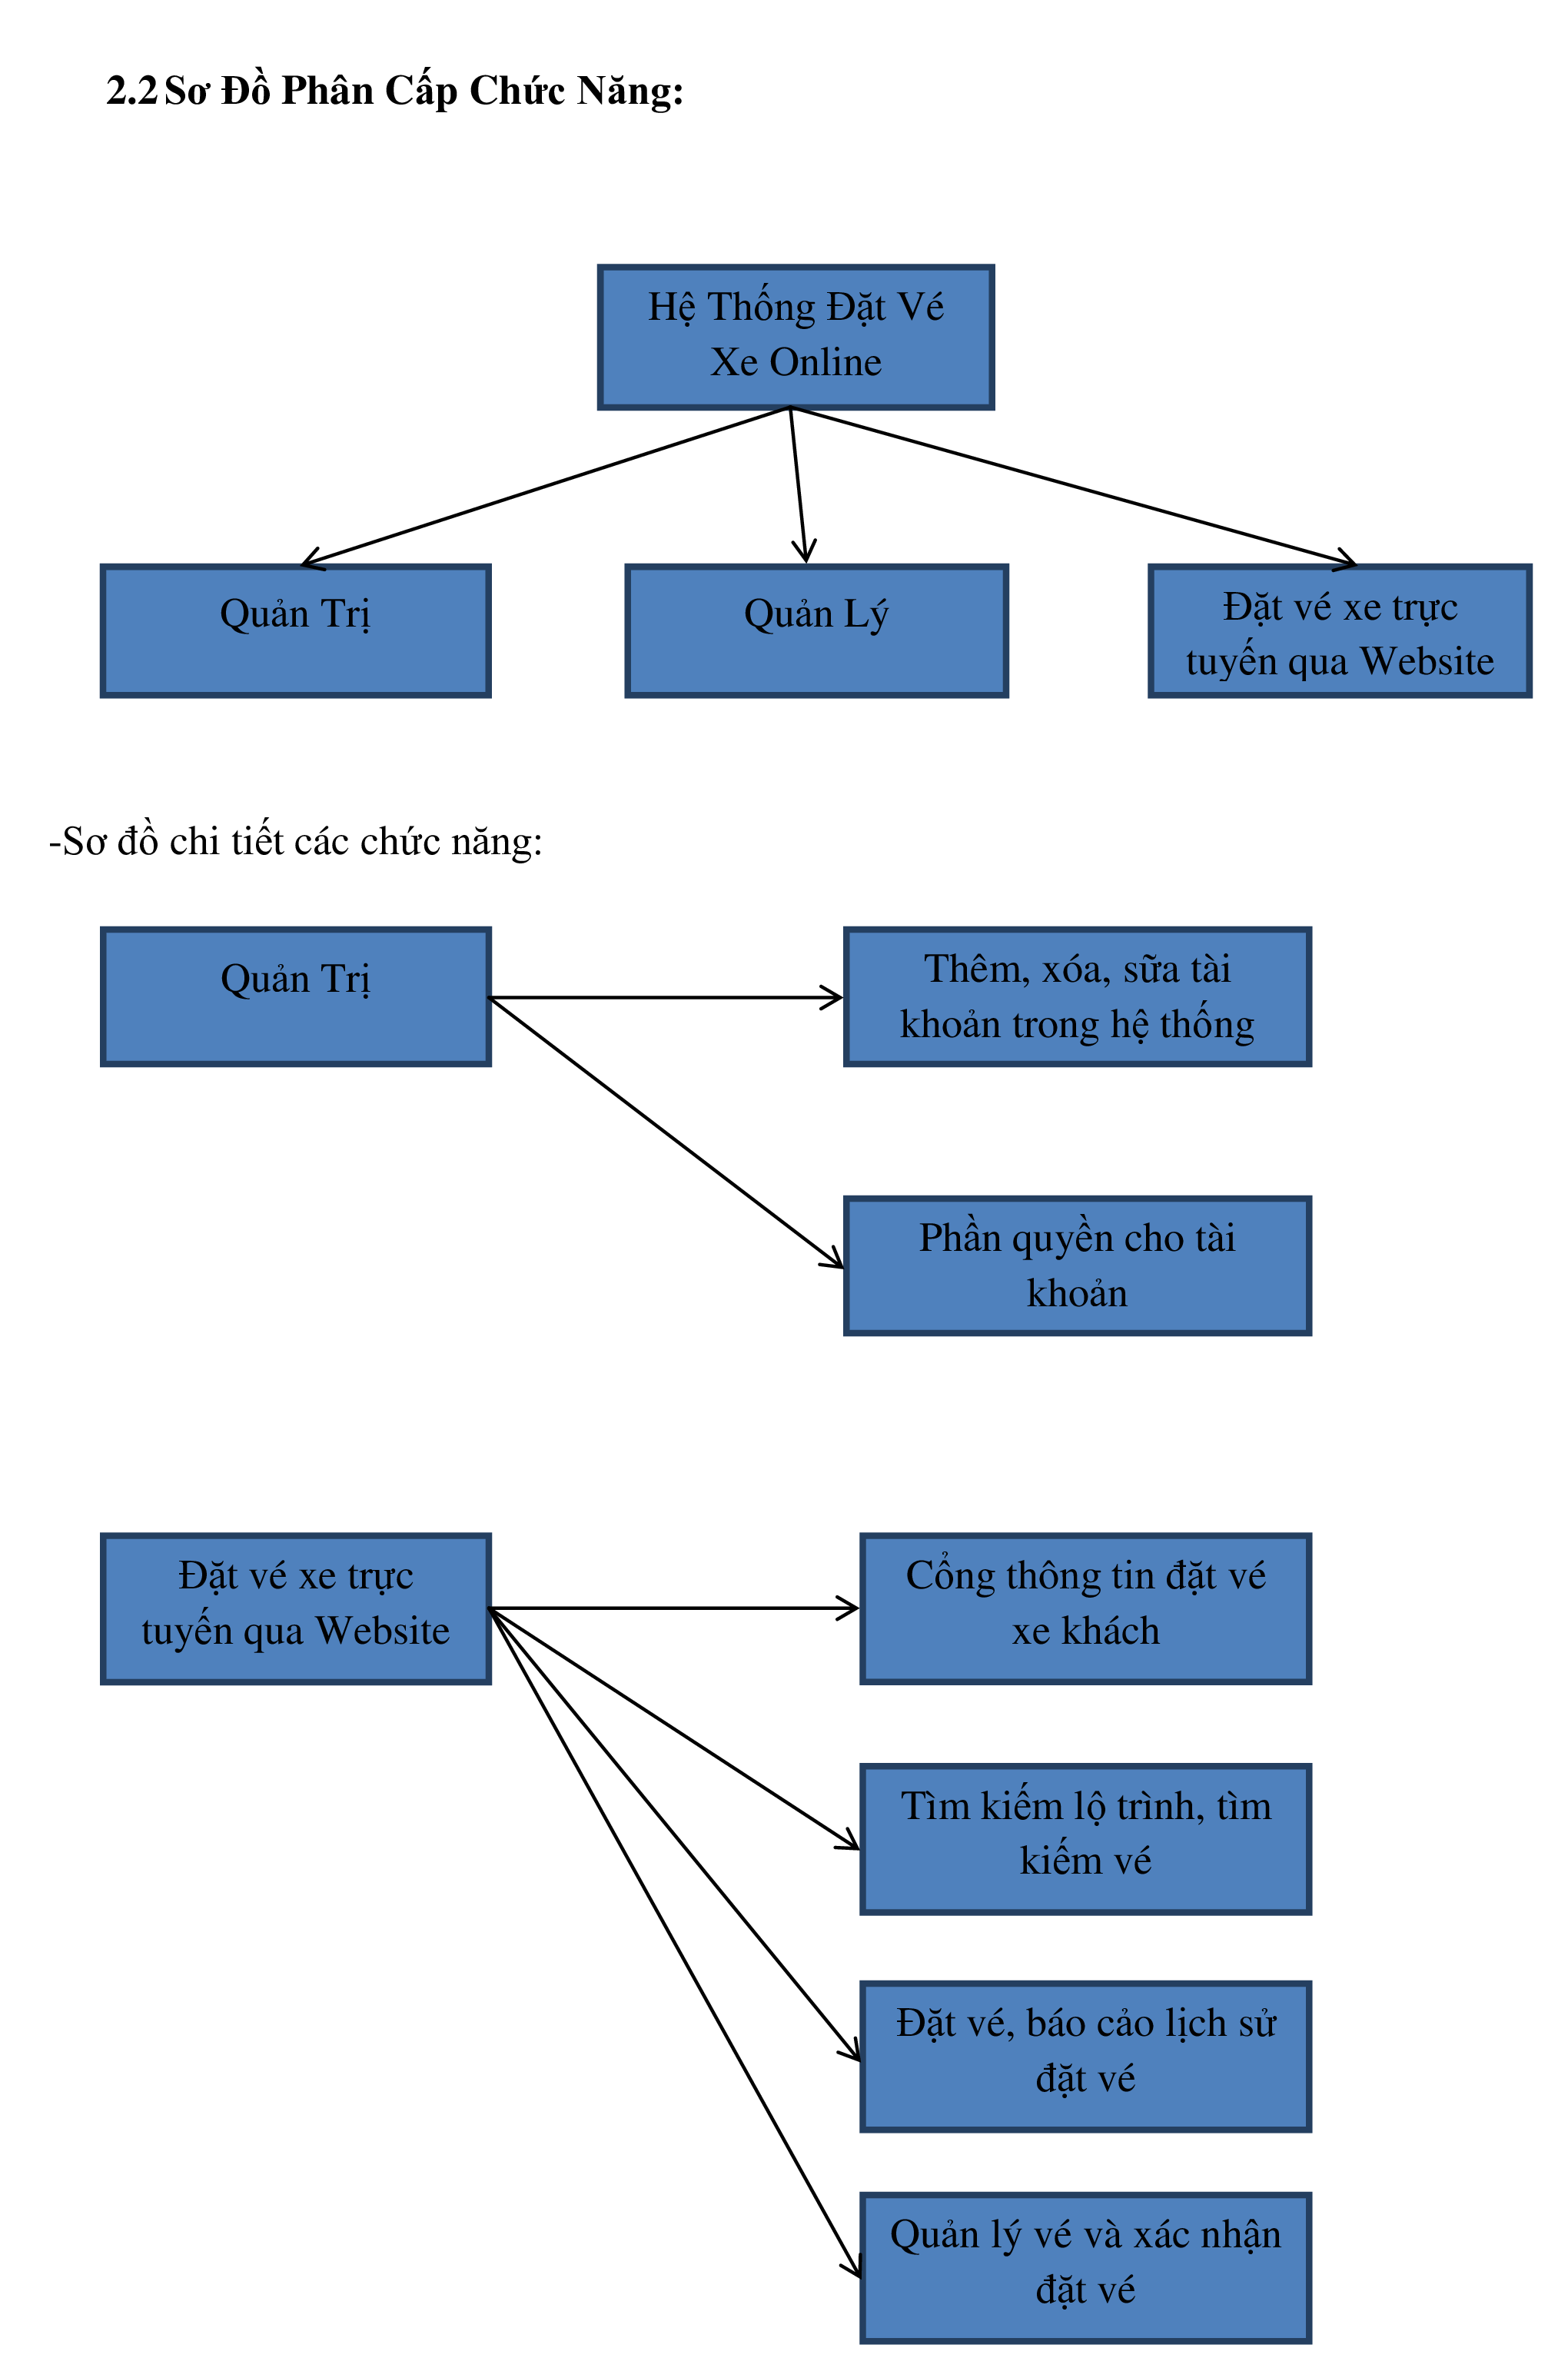 2.2 Sơ Đồ Phân Cấp Chức Năng:
Hệ Thống Đặt Vé
Xe Online
Quản Trị
Quản Lý
Đặt vé xe trực
tuyến qua Website
-Sơ đồ chi tiết các chức năng:
Quản Trị
Thêm, xóa, sữa tài
khoản trong hệ thống
Phần quyền cho tài
khoản
Đặt vé xe trực
tuyến qua Website
Cổng thông tin đặt vé
xe khách
Tìm kiếm lộ trình, tìm
kiếm vé
Đặt vé, báo cảo lịch sử
đặt vé
Quản lý vé và xác nhận
đặt vé